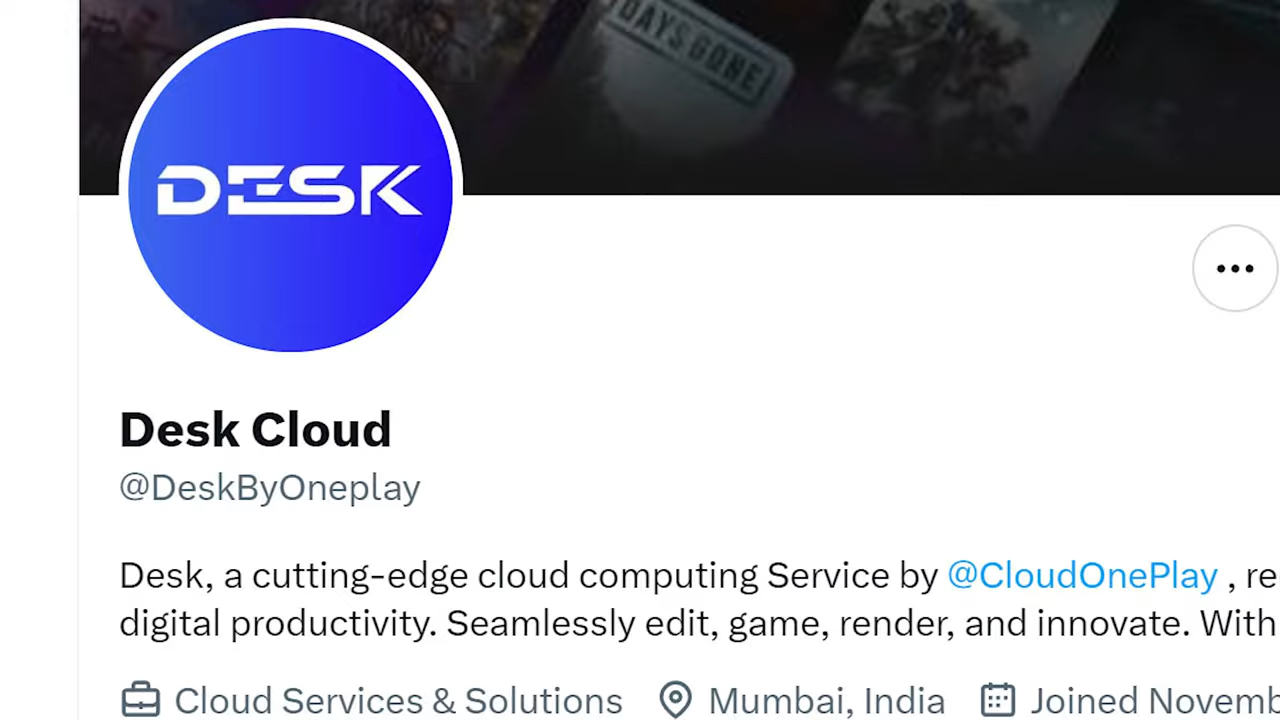 DAYS GONE
DESK
Desk Cloud
@DeskByOneplay
Desk, a cutting-edge cloud computing Service by @CloudOnePlay , re
digital productivity. Seamlessly edit, game, render, and innovate. With
Cloud Services & Solutions Mumbai, India Joined Novemb